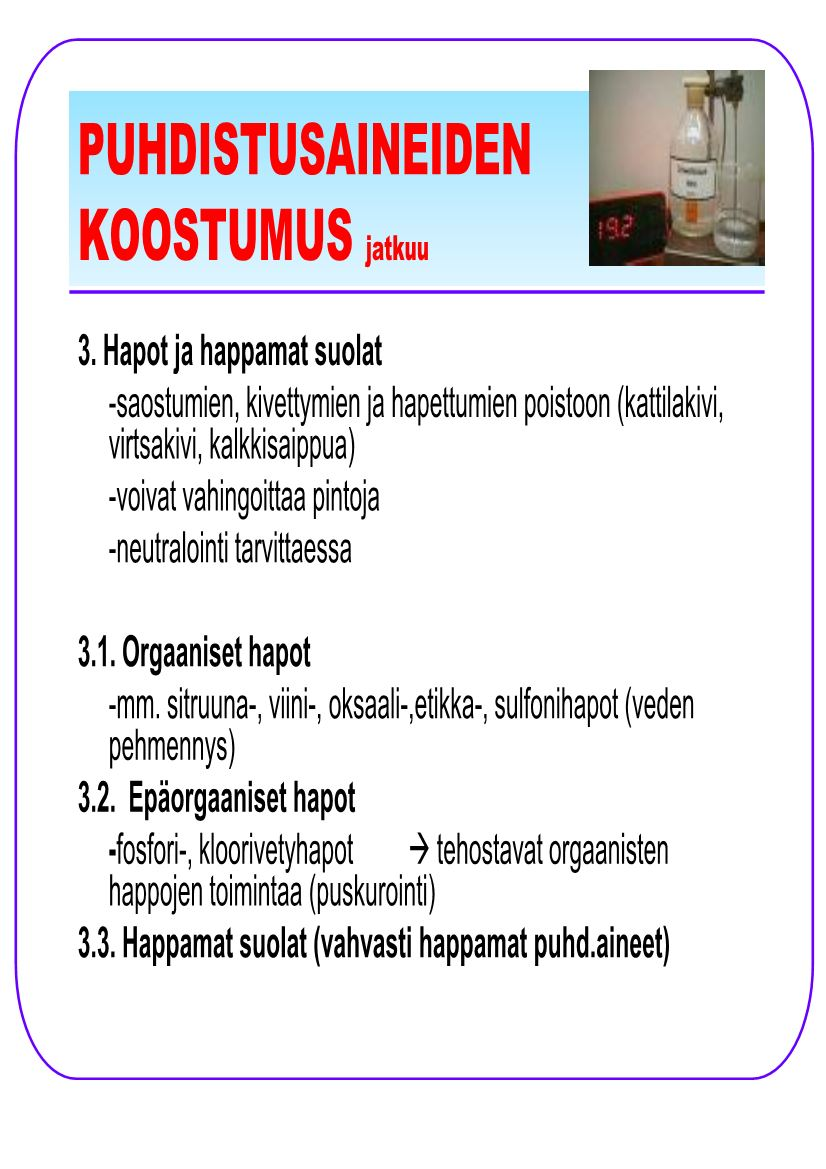 PUHDISTUSAINEIDEN
KOOSTUMUS jatkuu
19.2
3. Hapot ja happamat suolat
-saostumien, kivettymien ja hapettumien poistoon (kattilakivi,
virtsakivi, kalkkisaippua)
-voivat vahingoittaa pintoja
-neutralointi tarvittaessa
3.1. Orgaaniset hapot
-mm. sitruuna-, viini-, oksaali-,etikka-, sulfonihapot (veden
pehmennys)
3.2. Epäorgaaniset hapot
-fosfori-, kloorivetyhapot → tehostavat orgaanisten
happojen toimintaa (puskurointi)
3.3. Happamat suolat (vahvasti happamat puhd.aineet)